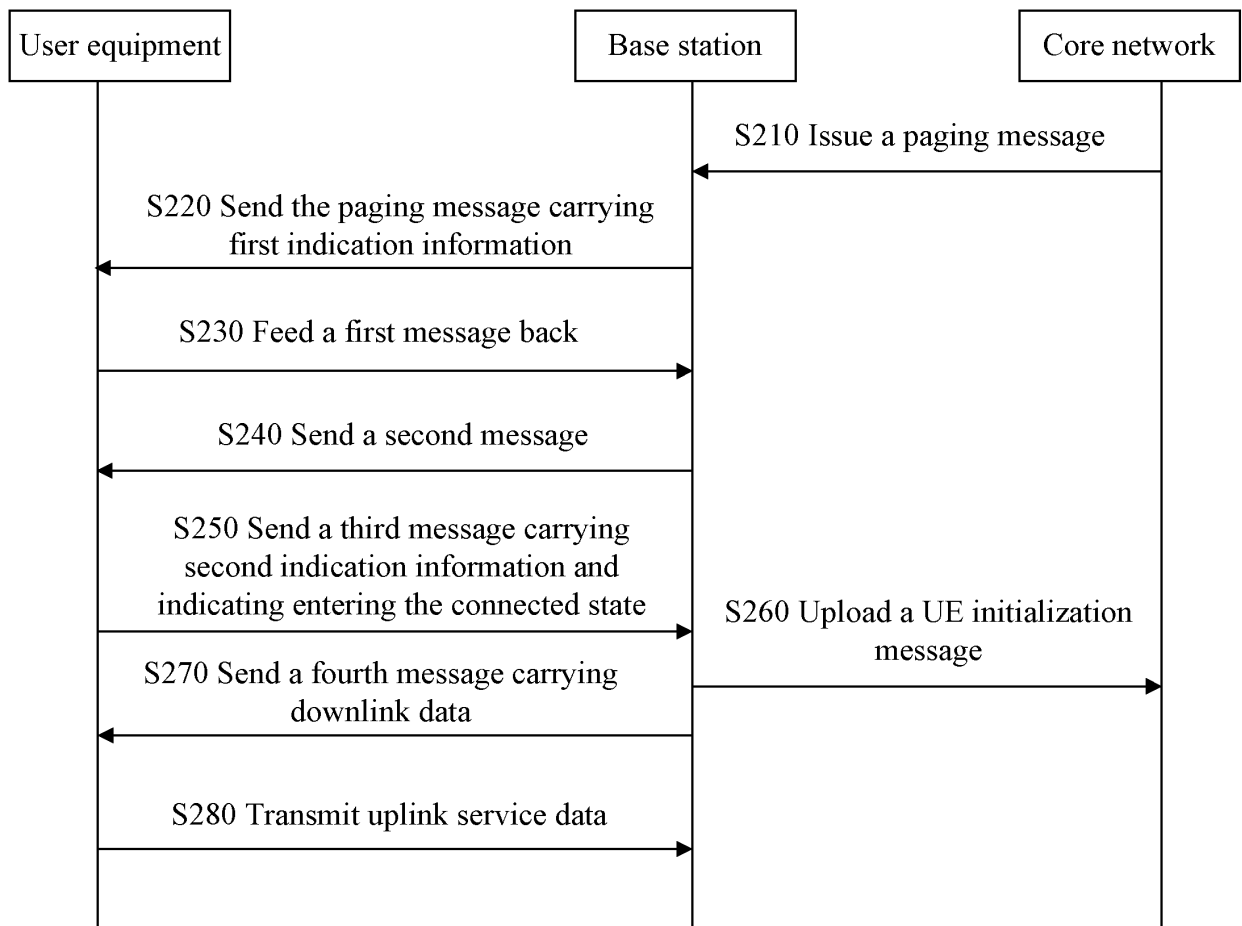 User equipment
Base station
Core network
S210 Issue a paging message
S220 Send the paging message carrying
first indication information
S230 Feed a first message back
S240 Send a second message
S250 Send a third message carrying
second indication information and
indicating entering the connected state
S260 Upload a UE initialization
message
S270 Send a fourth message carrying
downlink data
S280 Transmit uplink service data